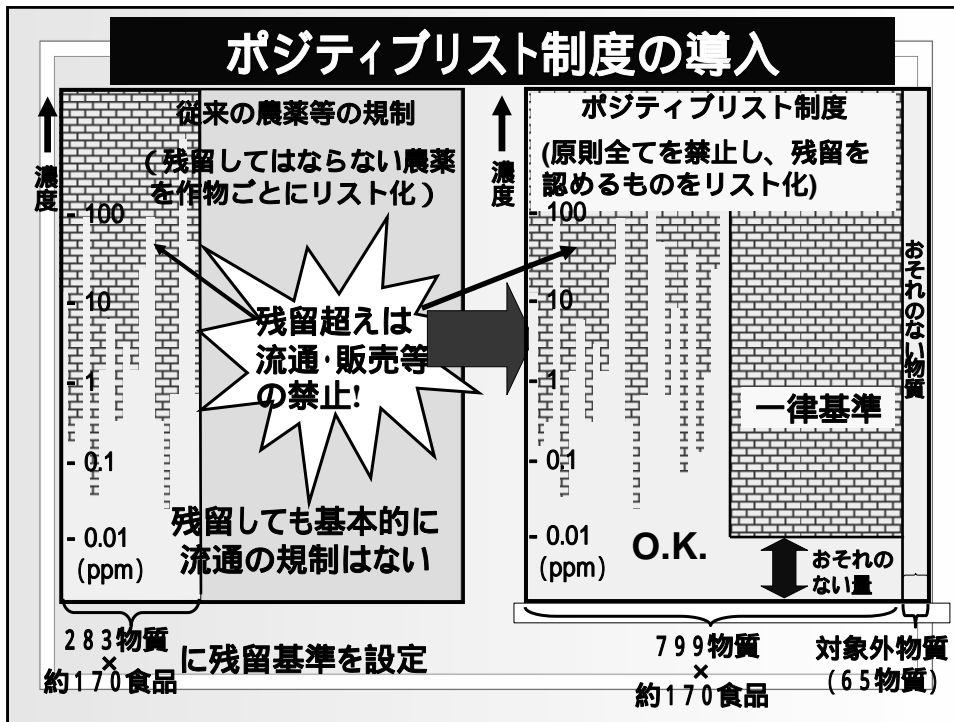 ポジティブリスト制度の導入
従来の農薬等の規制
(残留してはならない農薬
を作物ごとにリスト化)
濃度
- 100
- 10
- 1
- 0.1
- 0.01
(ppm)
残留超えは
流通・販売等
の禁止!
残留しても基本的に
流通の規制はない
283物質
×
約170食品
に残留基準を設定
ポジティブリスト制度
(原則全てを禁止し、残留を
認めるものをリスト化)
濃度
- 100
- 10
- 1
- 0.1
- 0.01
(ppm)
一律基準
O.K.
おそれの
ない量
おそれのない物質
799物質
×
約170食品
対象外物質
(65物質)